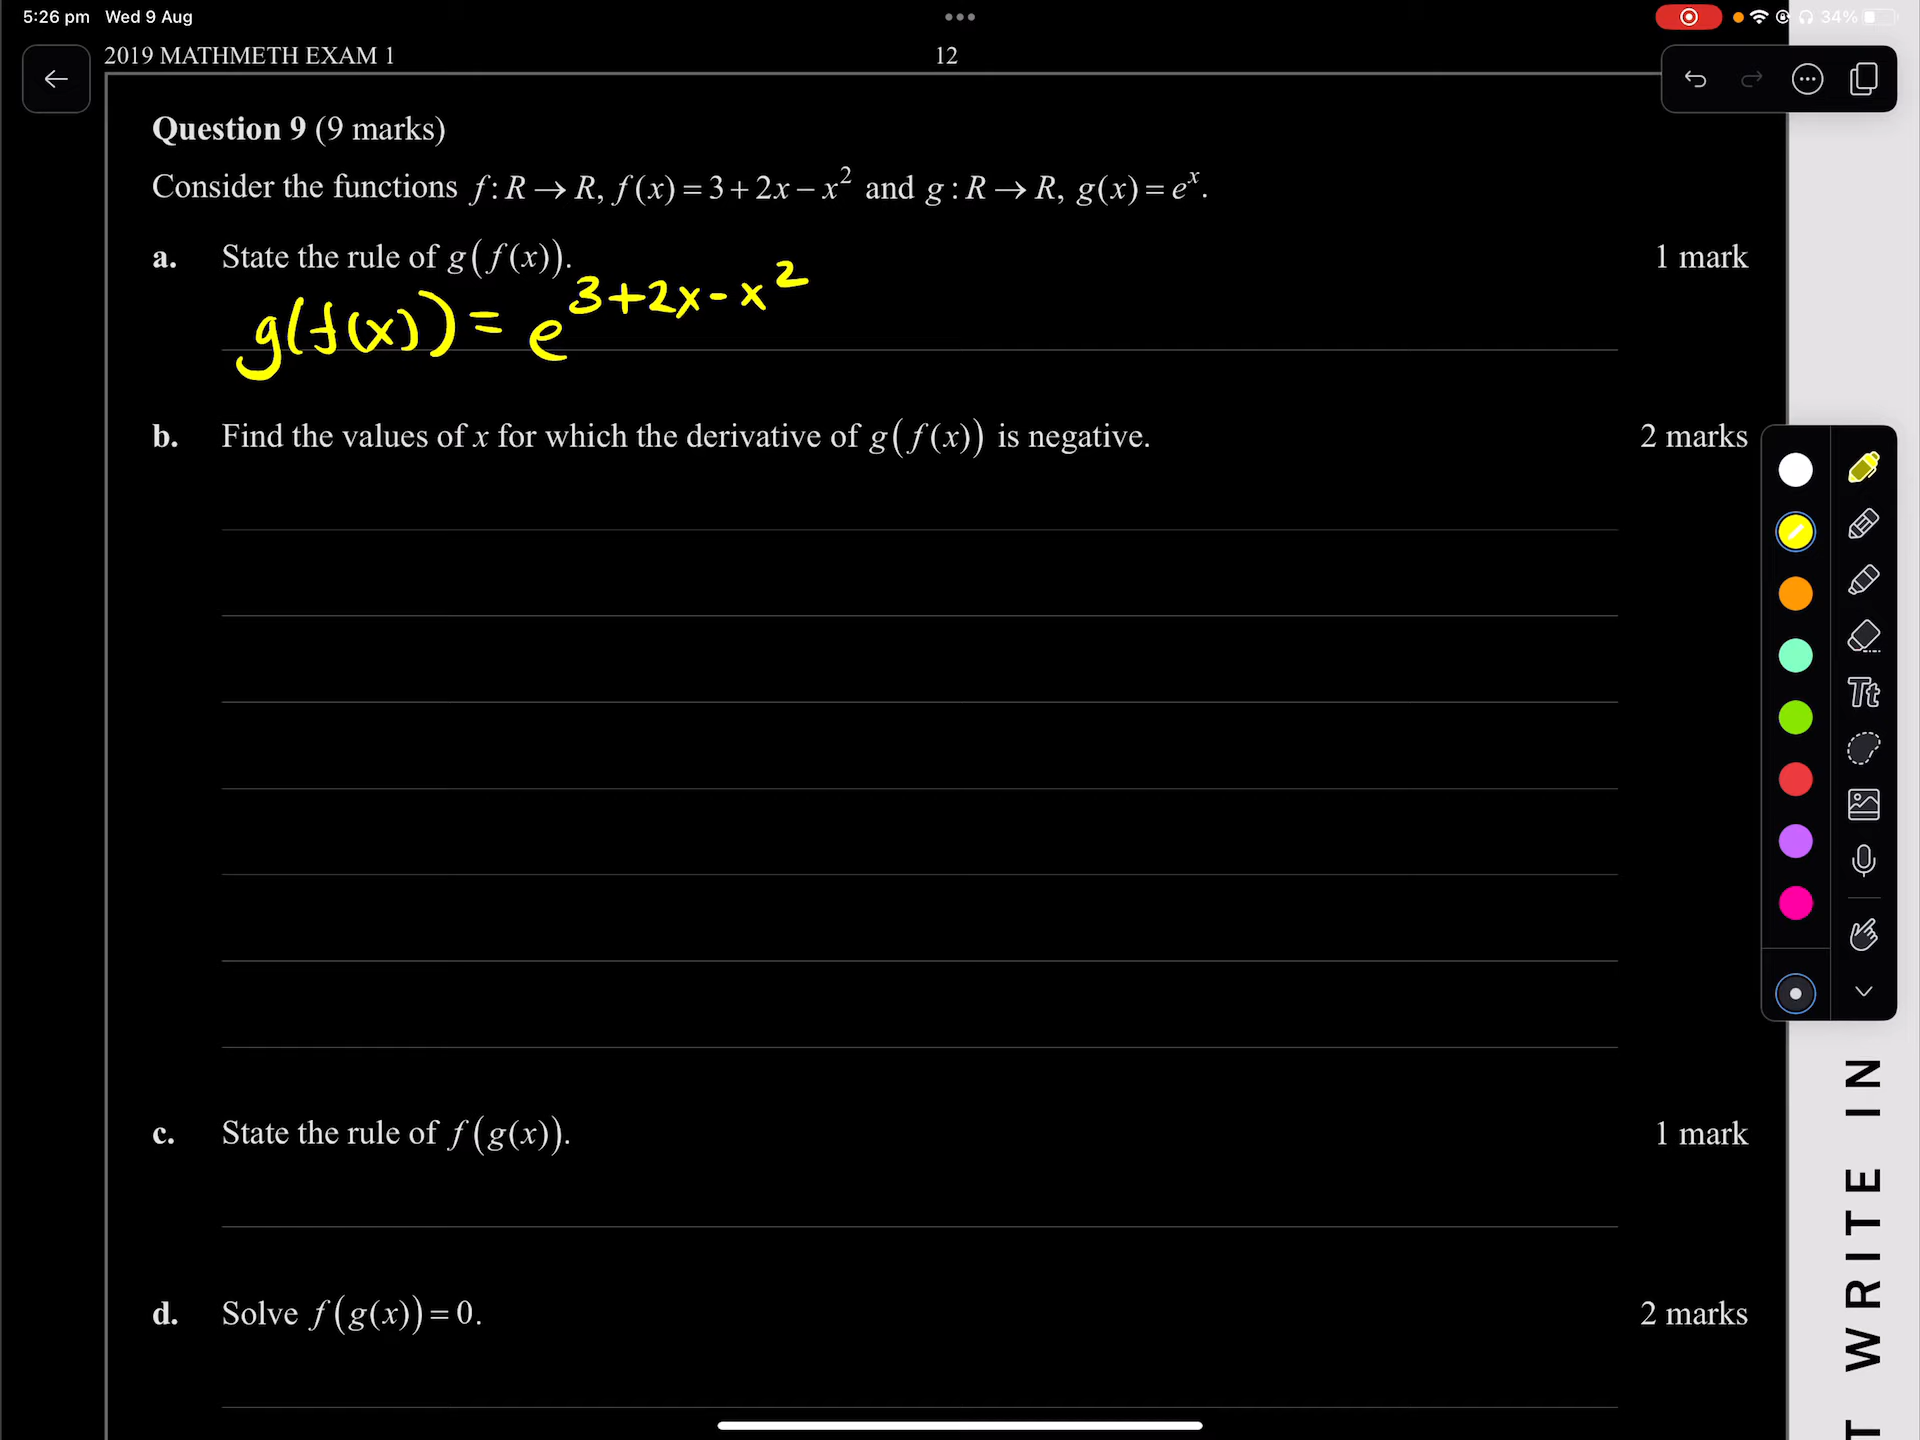 5:26 pm Wed 9 Aug
34%
2019 MATHMETH EXAM 1 12
Question 9 (9 marks)
Consider the functions f : R → R, f(x) = 3 + 2x − x² and g : R → R, g(x) = eˣ.
a. State the rule of g(f(x)). 1 mark
g(f(x)) = e^{3+2x-x²}
b. Find the values of x for which the derivative of g(f(x)) is negative. 2 marks
Tt
c. State the rule of f(g(x)). 1 mark
d. Solve f(g(x)) = 0. 2 marks
T WRITE IN